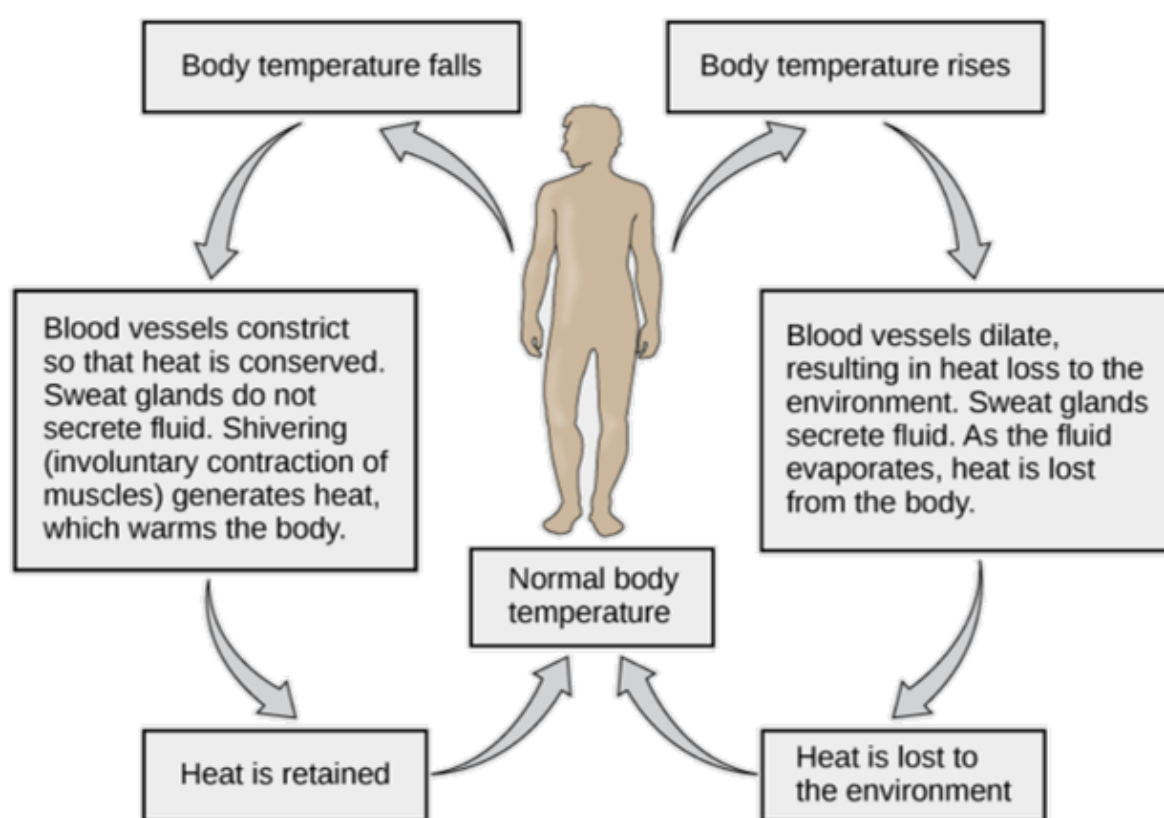 Body temperature falls
Body temperature rises
Blood vessels constrict
so that heat is conserved.
Sweat glands do not
secrete fluid. Shivering
(involuntary contraction of
muscles) generates heat,
which warms the body.
Blood vessels dilate,
resulting in heat loss to the
environment. Sweat glands
secrete fluid. As the fluid
evaporates, heat is lost
from the body.
Normal body
temperature
Heat is retained
Heat is lost to
the environment